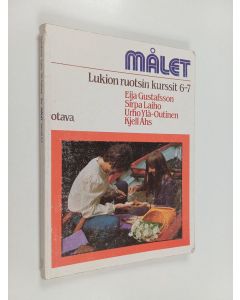 MÅLET
Lukion ruotsin kurssit 6-7
Eija Gustafsson
Sirpa Laiho
Urho Ylä-Outinen
Kjell Åhs
otava